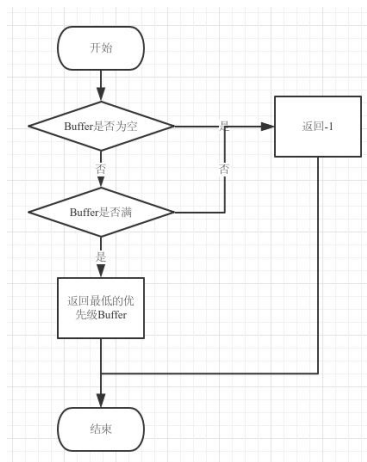 开始
Buffer是否为空
是
返回-1
否
否
Buffer是否满
是
返回最低的优
先级Buffer
结束